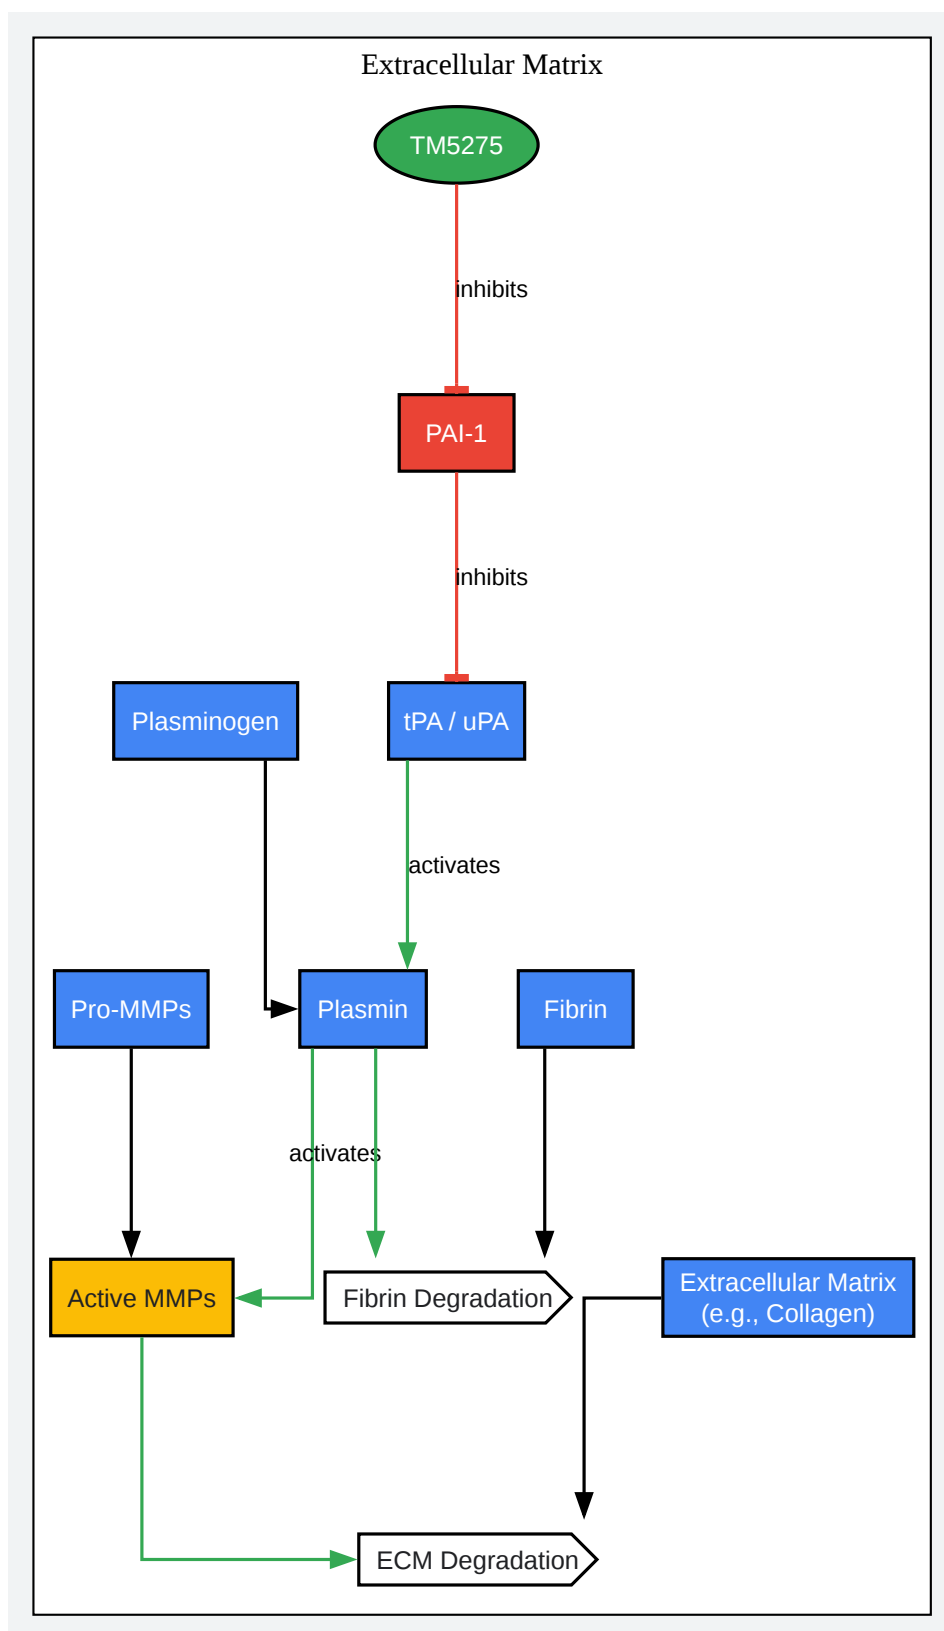 Extracellular Matrix
TM5275
inhibits
PAI-1
inhibits
Plasminogen
tPA / uPA
activates
Pro-MMPs
Plasmin
Fibrin
activates
Active MMPs
Fibrin Degradation
Extracellular Matrix
(e.g., Collagen)
ECM Degradation